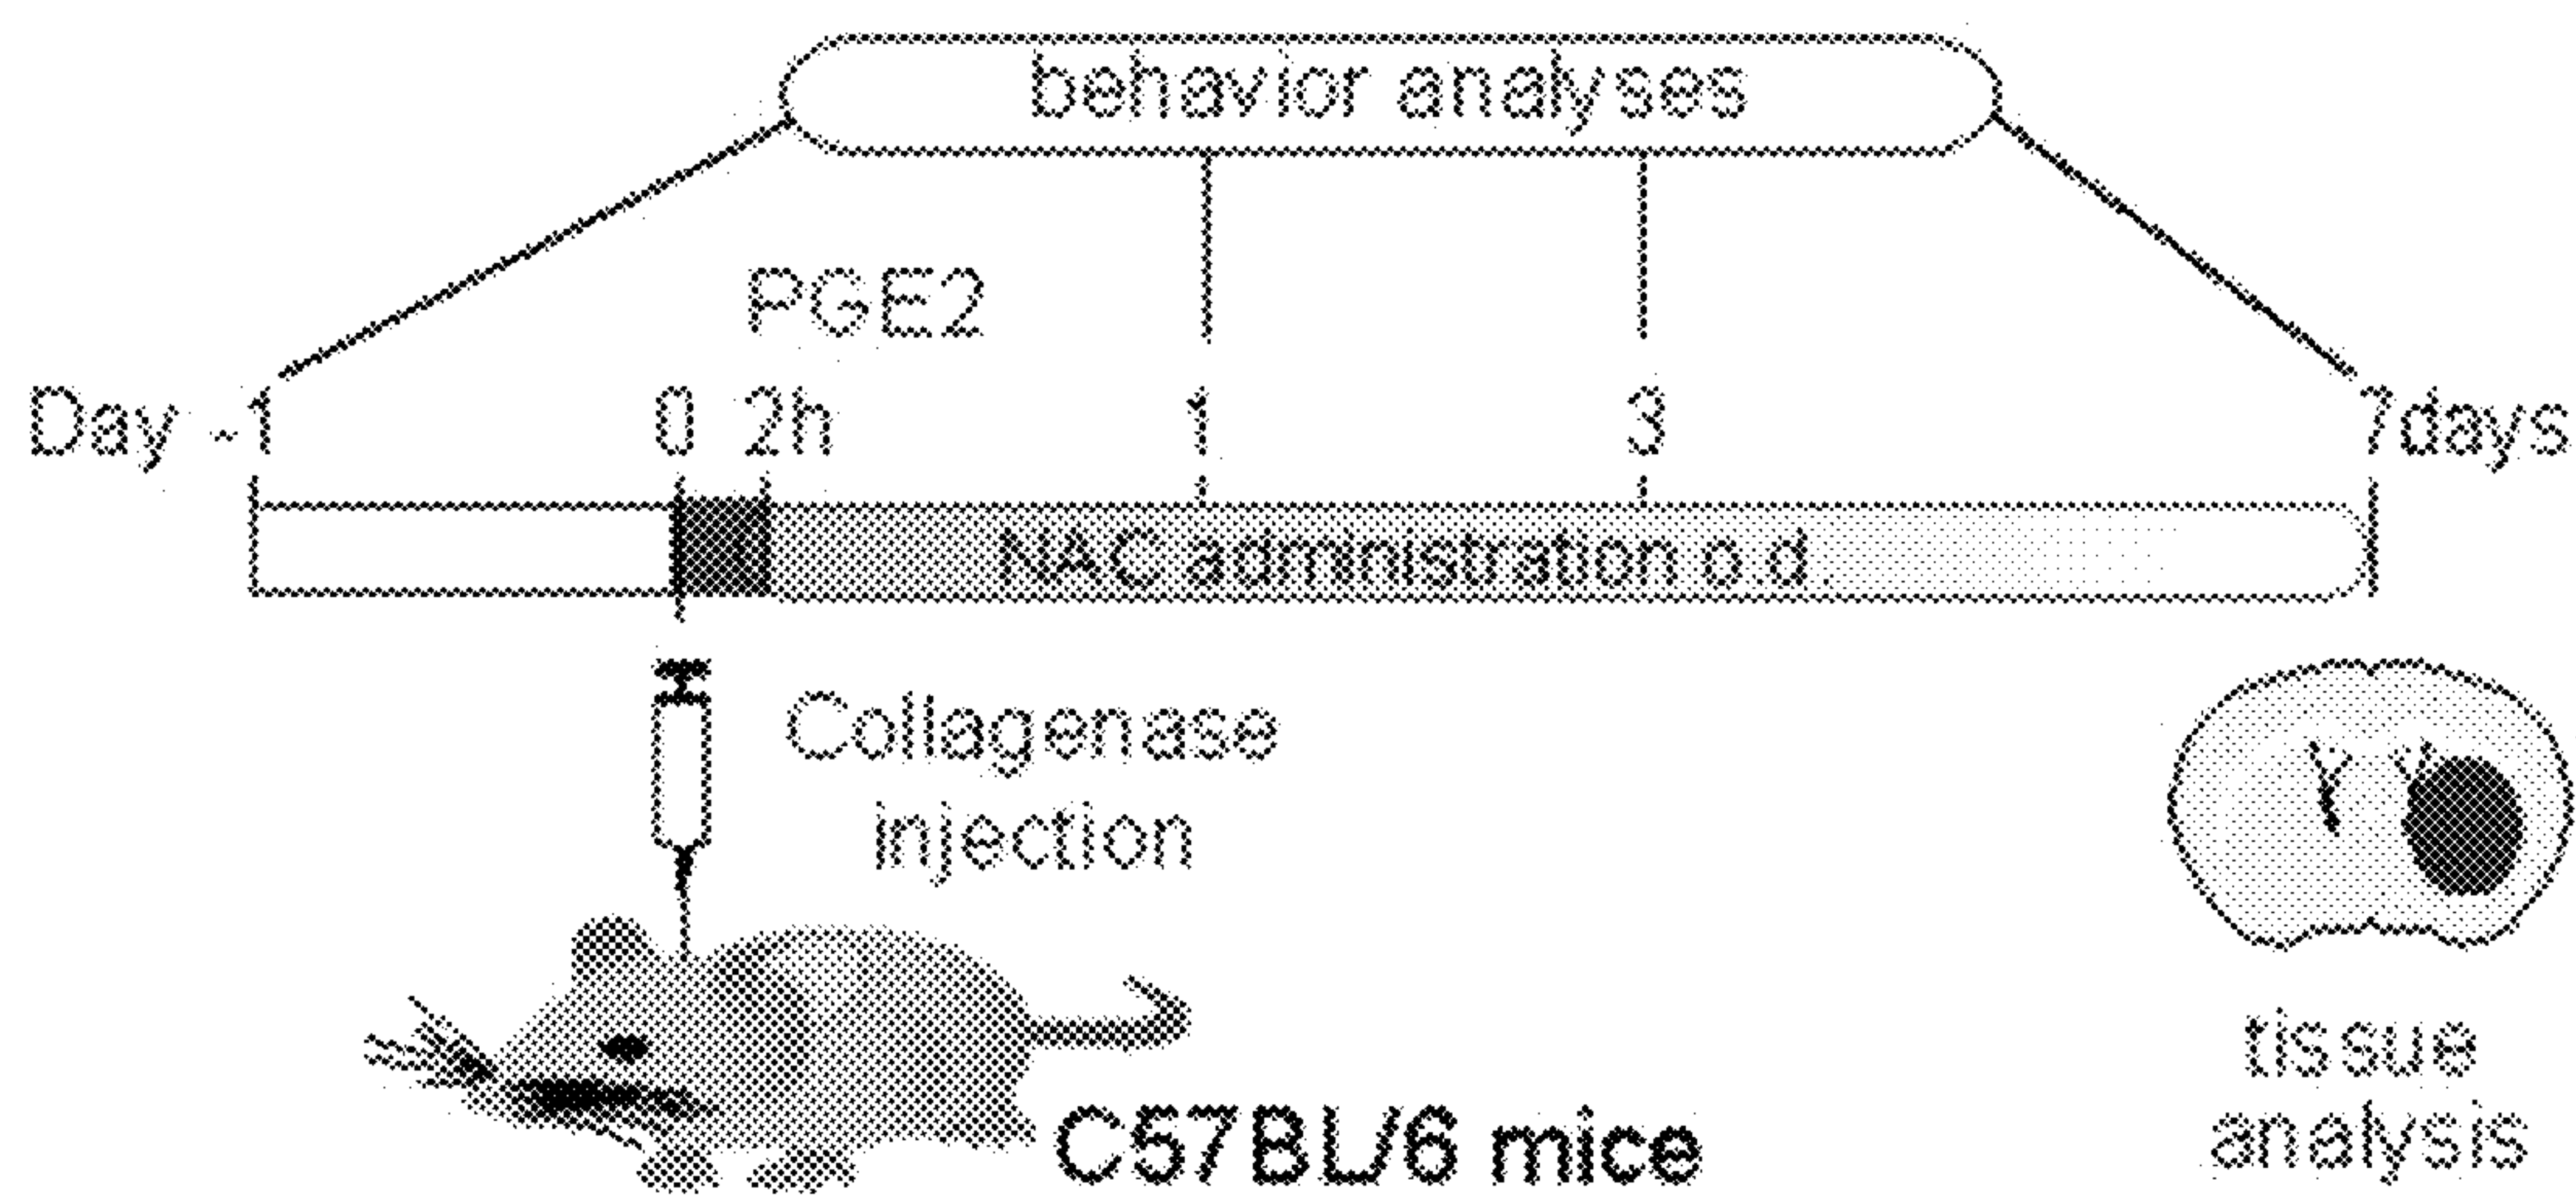 behavior analyses
PGE2
Day -1 0 2h 1 3 7days
NAC administration o.d.
Collagenase
injection
C57BL/6 mice
tissue
analysis